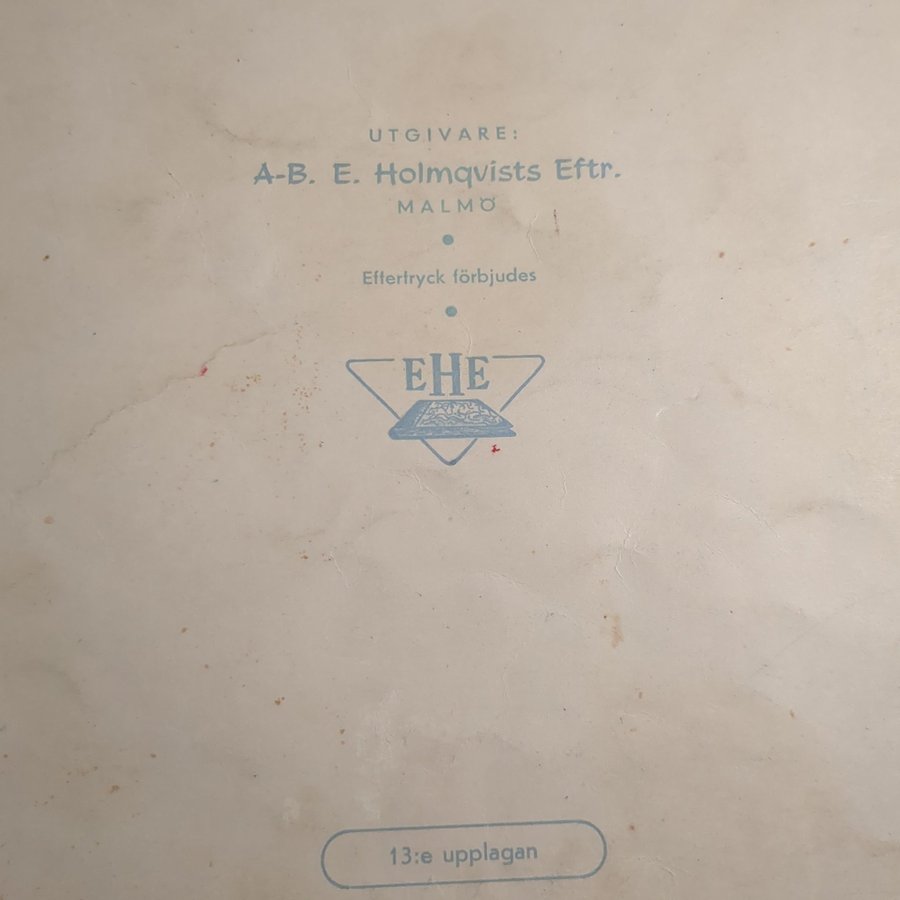 UTGIVARE:
A-B. E. Holmqvists Eftr.
MALMÖ
Eftertryck förbjudes
EHE
13:e upplagan